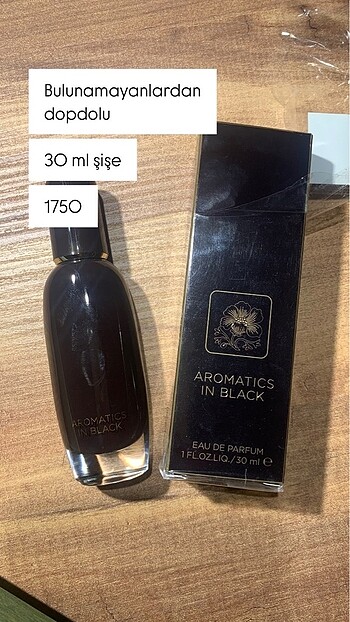 Bulunamayanlardan
dopdolu
30 ml şişe
1750
AROMATICS
IN BLACK
AROMATICS
IN BLACK
EAU DE PARFUM
1 FL.OZ.LIQ./30 ml ℮